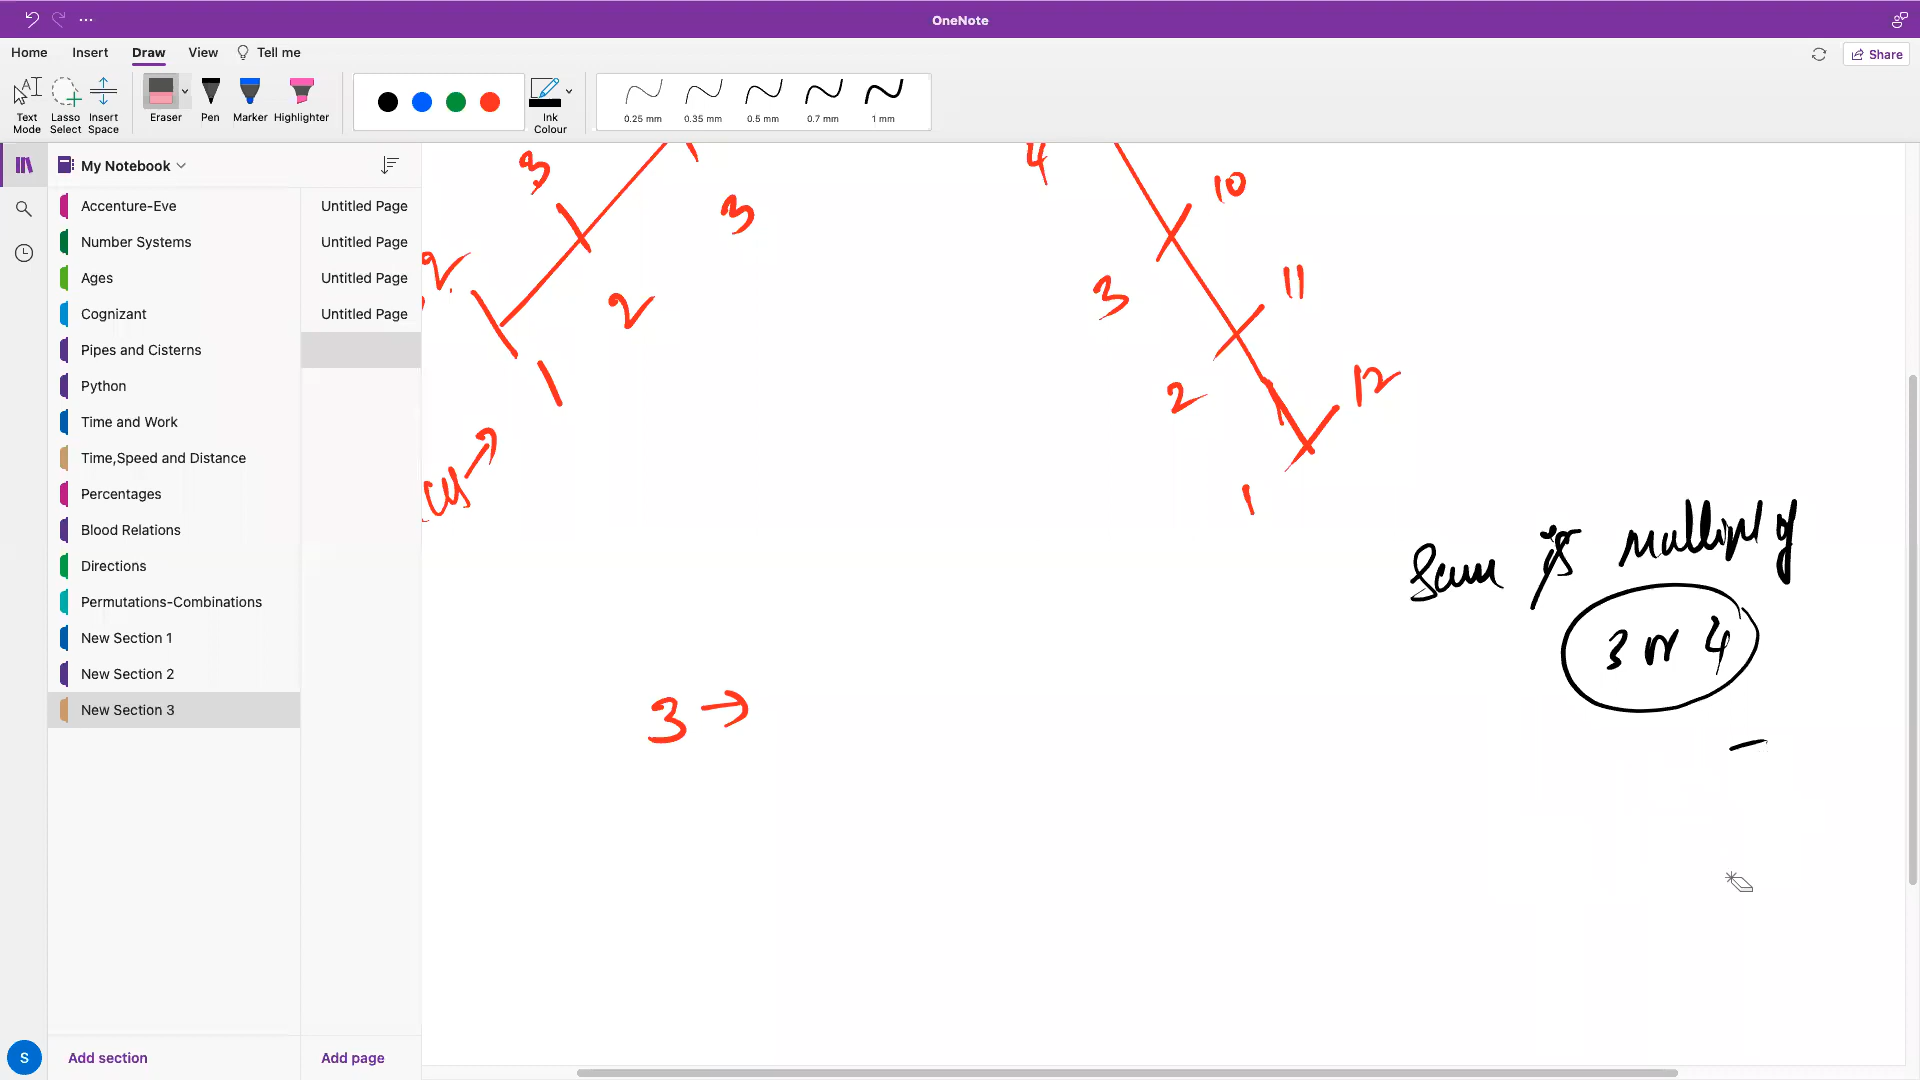 OneNote
Home Insert Draw View Tell me
Share
Text Mode
Lasso Select
Insert Space
Eraser
Pen
Marker
Highlighter
Ink Colour
0.25 mm
0.35 mm
0.5 mm
0.7 mm
1 mm
My Notebook
Accenture-Eve
Number Systems
Ages
Cognizant
Pipes and Cisterns
Python
Time and Work
Time,Speed and Distance
Percentages
Blood Relations
Directions
Permutations-Combinations
New Section 1
New Section 2
New Section 3
Untitled Page
Untitled Page
Untitled Page
Untitled Page
3
3
2
2
1
4
10
3
11
2
12
1
Sum is multipl of
3 or 4
3 →
S
Add section
Add page